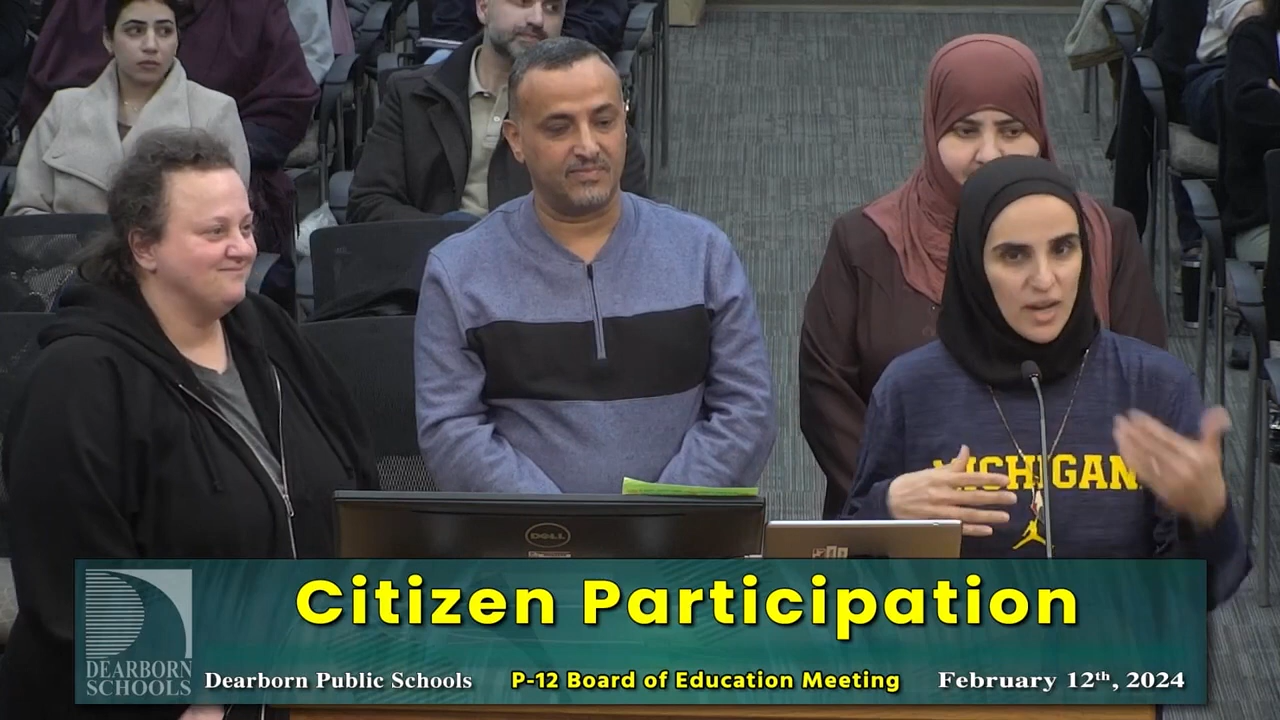 MICHIGAN
DELL
Citizen Participation
DEARBORN
SCHOOLS
Dearborn Public Schools P-12 Board of Education Meeting February 12th, 2024